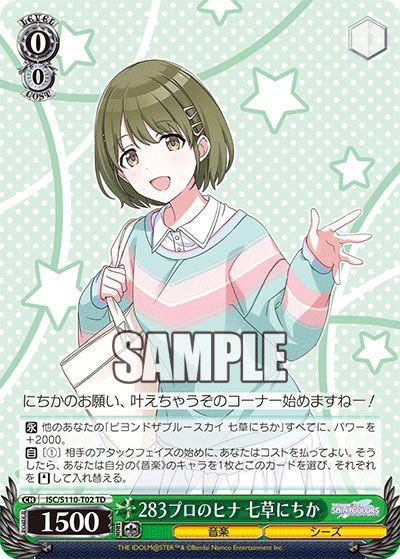 LEVEL
0
0
COST
SAMPLE
にちかのお願い、叶えちゃうぞのコーナー始めますねー！
永 他のあなたの「ビヨンドザブルースカイ 七草にちか」すべてに、パワーを
+2000。
自 [①] 相手のアタックフェイズの始めに、あなたはコストを払ってよい。そ
うしたら、あなたは自分の《音楽》のキャラを1枚とこのカードを選び、それぞれ
を【】して入れ替える。
CH ISC/S110-T02 TD
1500
283プロのヒナ 七草にちか
SHINYCOLORS
音楽
シーズ
THE IDOLM@STER™& ©Bandai Namco Entertainment Inc.